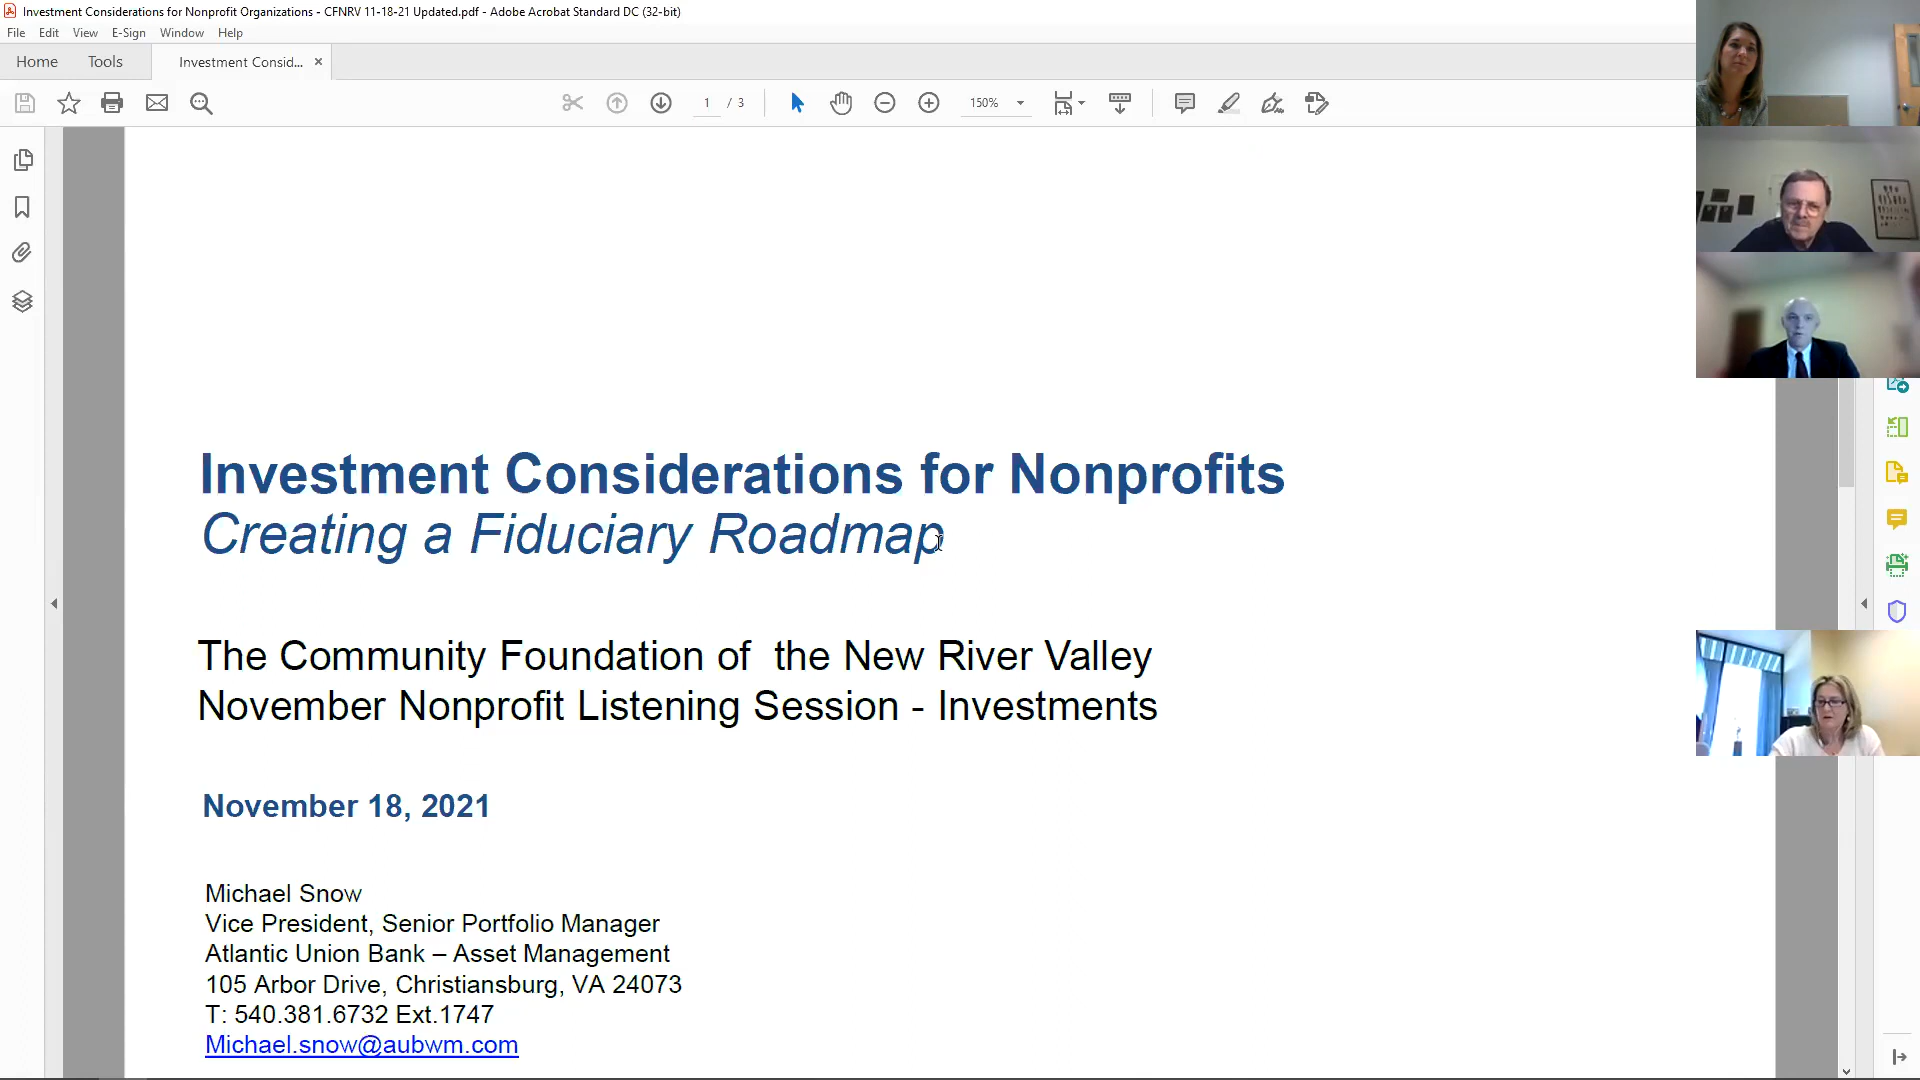 Investment Considerations for Nonprofit Organizations - CFNRV 11-18-21 Updated.pdf - Adobe Acrobat Standard DC (32-bit)
File Edit View E-Sign Window Help
Home Tools Investment Consid... ×
1 / 3 150%
Investment Considerations for Nonprofits
Creating a Fiduciary Roadmap
The Community Foundation of the New River Valley
November Nonprofit Listening Session - Investments
November 18, 2021
Michael Snow
Vice President, Senior Portfolio Manager
Atlantic Union Bank – Asset Management
105 Arbor Drive, Christiansburg, VA 24073
T: 540.381.6732 Ext.1747
Michael.snow@aubwm.com